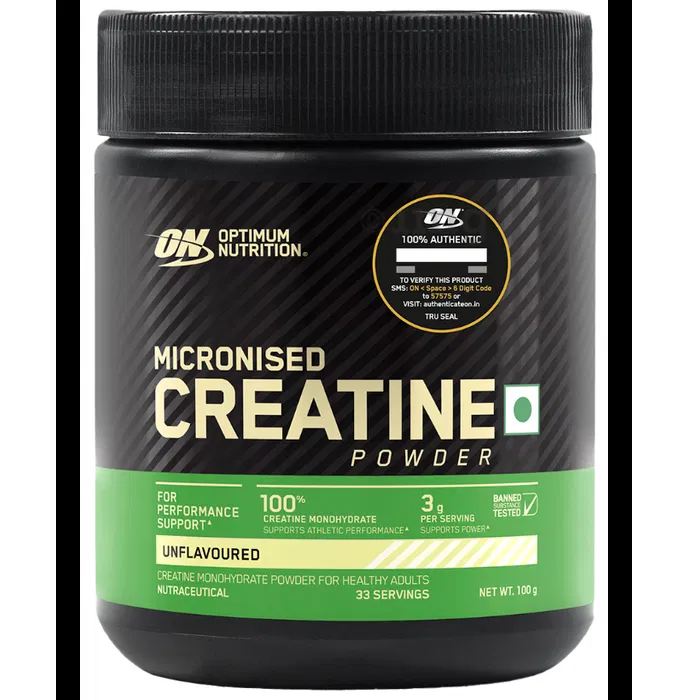 ON OPTIMUM
NUTRITION®
ON
100% AUTHENTIC
TO VERIFY THIS PRODUCT
SMS: ON < Space > 6 Digit Code
to 57575 or
VISIT: authenticateon.in
TRU SEAL
MICRONISED
CREATINE
POWDER
FOR
PERFORMANCE
SUPPORT▲
100%
CREATINE MONOHYDRATE
SUPPORTS ATHLETIC PERFORMANCE▲
3 g
PER SERVING
SUPPORTS POWER▲
BANNED
SUBSTANCE
TESTED
UNFLAVOURED
CREATINE MONOHYDRATE POWDER FOR HEALTHY ADULTS
NUTRACEUTICAL
33 SERVINGS
NET WT. 100 g